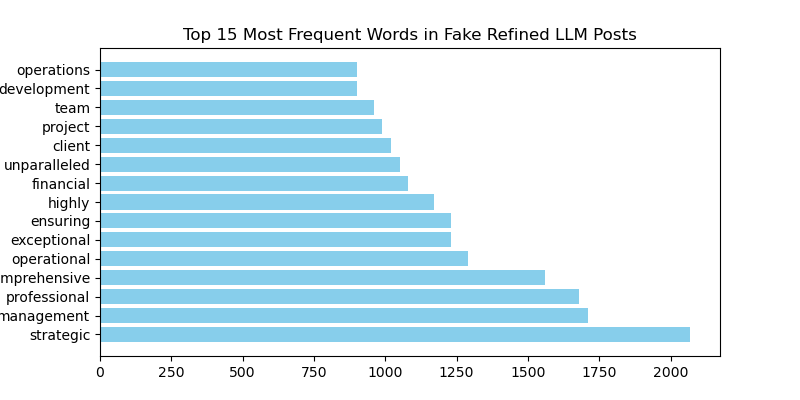 Top 15 Most Frequent Words in Fake Refined LLM Posts
operations
development
team
project
client
unparalleled
financial
highly
ensuring
exceptional
operational
mprehensive
professional
management
strategic
0 250 500 750 1000 1250 1500 1750 2000